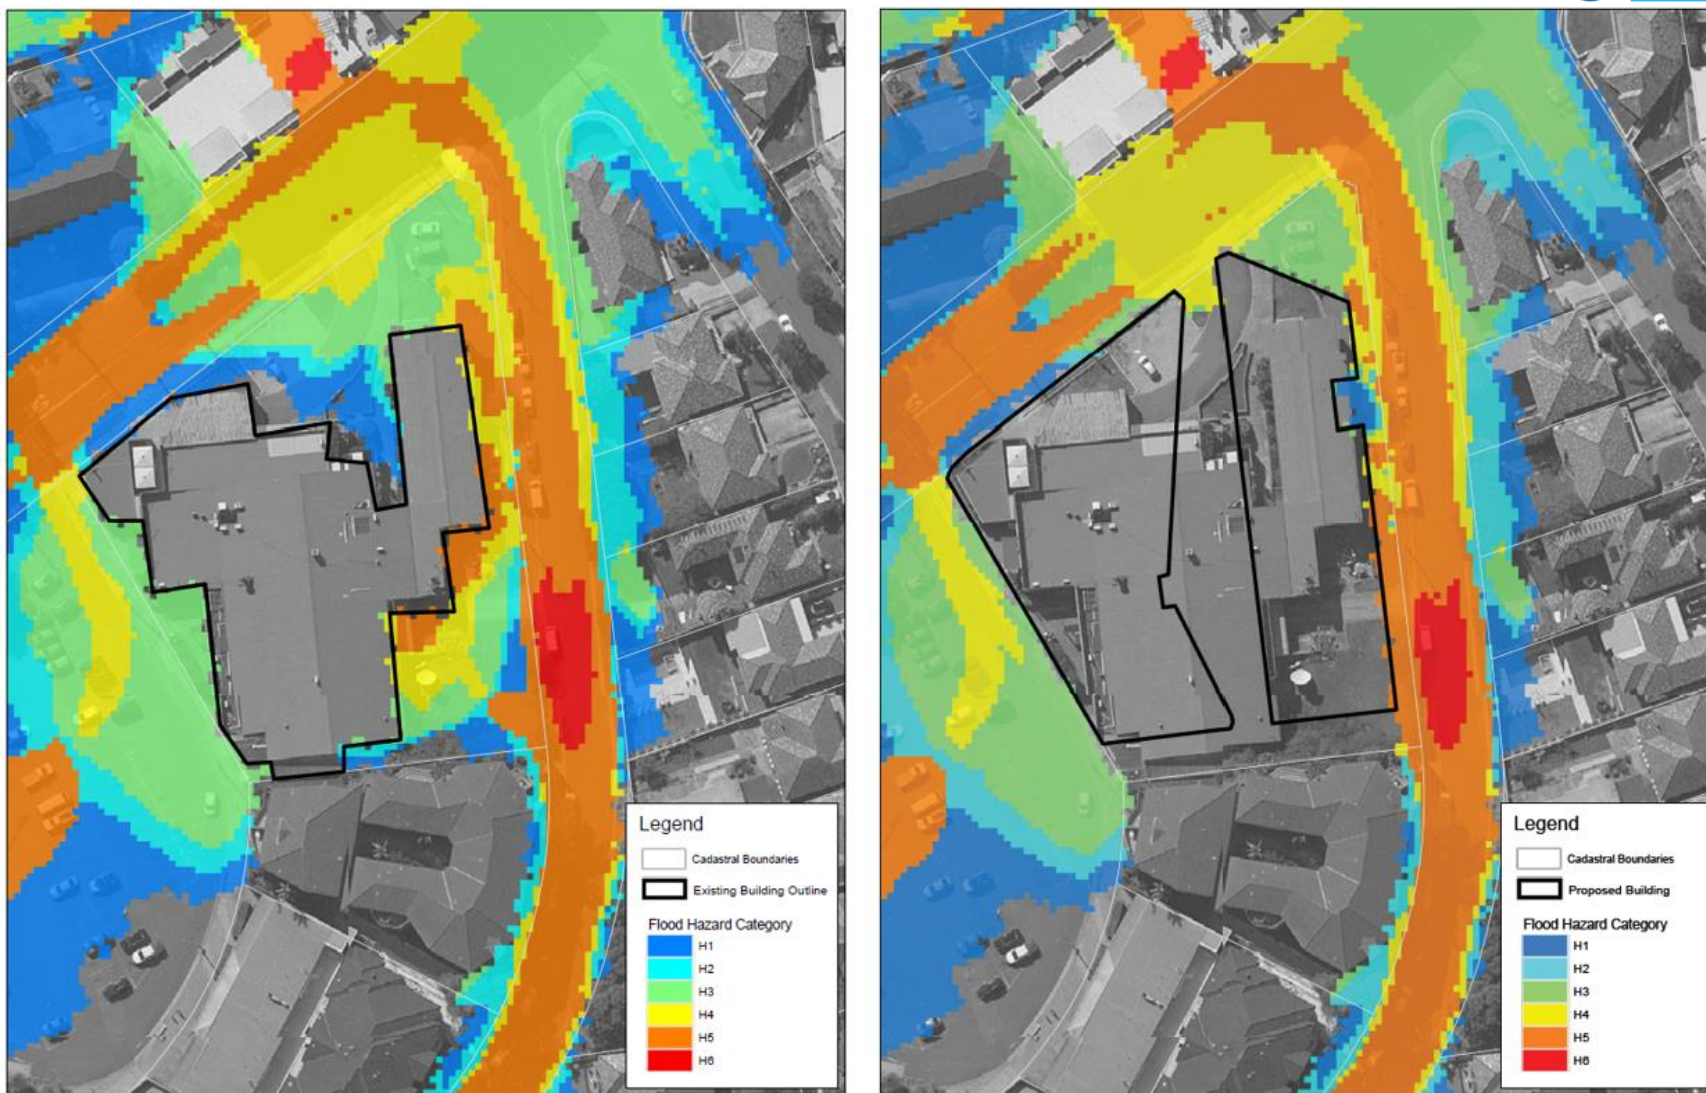 Legend
Cadastral Boundaries
Existing Building Outline
Flood Hazard Category
H1
H2
H3
H4
H5
H6
Legend
Cadastral Boundaries
Proposed Building
Flood Hazard Category
H1
H2
H3
H4
H5
H6